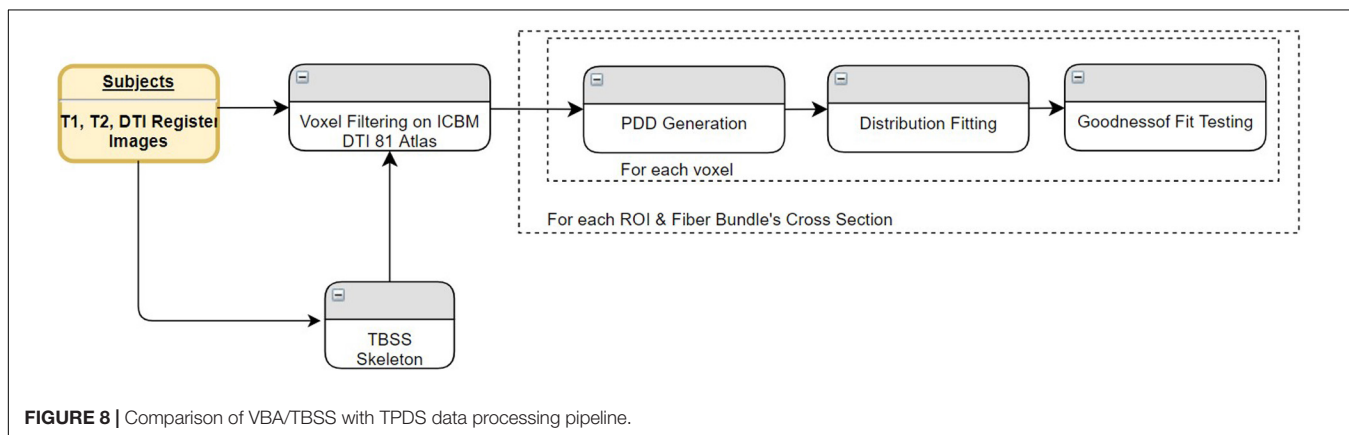 Subjects
T1, T2, DTI Register
Images
Voxel Filtering on ICBM
DTI 81 Atlas
PDD Generation
Distribution Fitting
Goodnessof Fit Testing
For each voxel
For each ROI & Fiber Bundle's Cross Section
TBSS
Skeleton
FIGURE 8 | Comparison of VBA/TBSS with TPDS data processing pipeline.